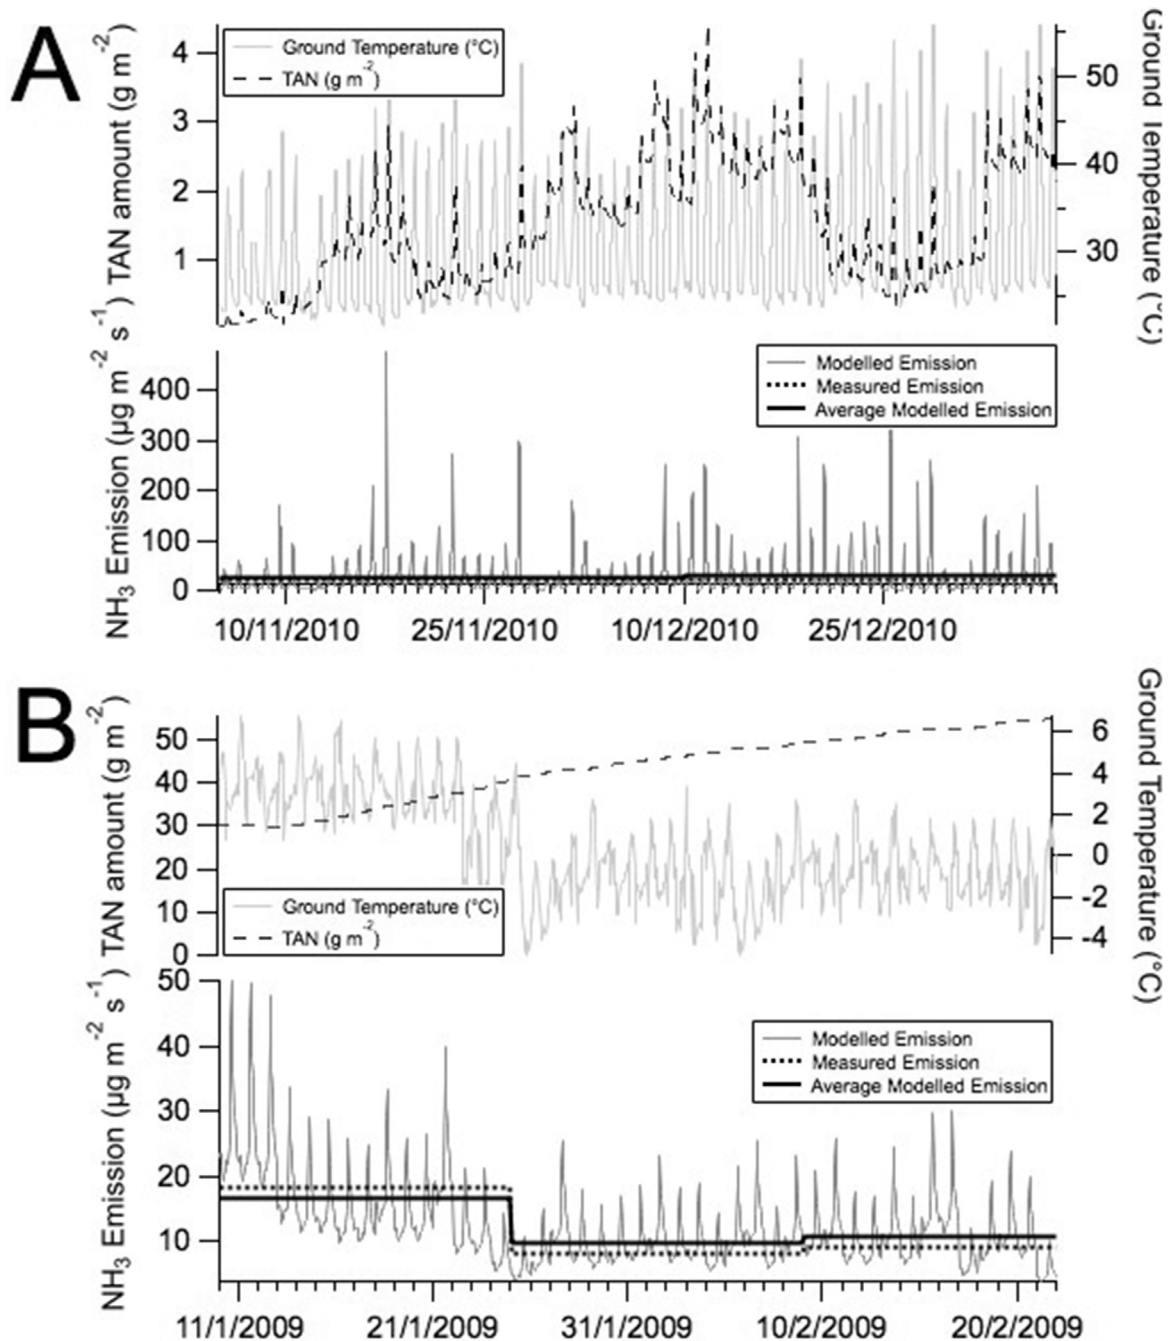 A
TAN amount (g m-2)
4
3
2
1
Ground Temperature (°C)
TAN (g m-2)
50
40
30
Ground Temperature (°C)
NH3 Emission (µg m-2 s-1)
400
300
200
100
0
Modelled Emission
Measured Emission
Average Modelled Emission
10/11/2010 25/11/2010 10/12/2010 25/12/2010
B
TAN amount (g m-2)
50
40
30
20
10
0
Ground Temperature (°C)
TAN (g m-2)
6
4
2
0
-2
-4
Ground Temperature (°C)
NH3 Emission (µg m-2 s-1)
50
40
30
20
10
Modelled Emission
Measured Emission
Average Modelled Emission
11/1/2009 21/1/2009 31/1/2009 10/2/2009 20/2/2009